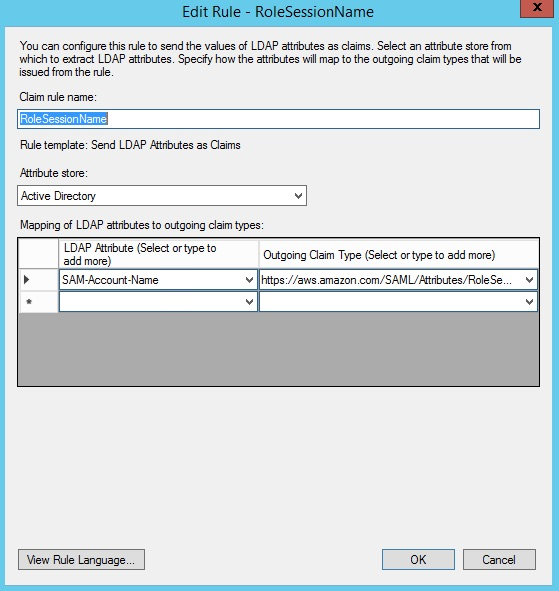 Edit Rule - RoleSessionName
x
You can configure this rule to send the values of LDAP attributes as claims. Select an attribute store from
which to extract LDAP attributes. Specify how the attributes will map to the outgoing claim types that will be
issued from the rule.
Claim rule name:
RoleSessionName
Rule template: Send LDAP Attributes as Claims
Attribute store:
Active Directory
Mapping of LDAP attributes to outgoing claim types:
LDAP Attribute (Select or type to
add more)
Outgoing Claim Type (Select or type to add more)
SAM-Account-Name
https://aws.amazon.com/SAML/Attributes/RoleSe...
*
View Rule Language...
OK
Cancel